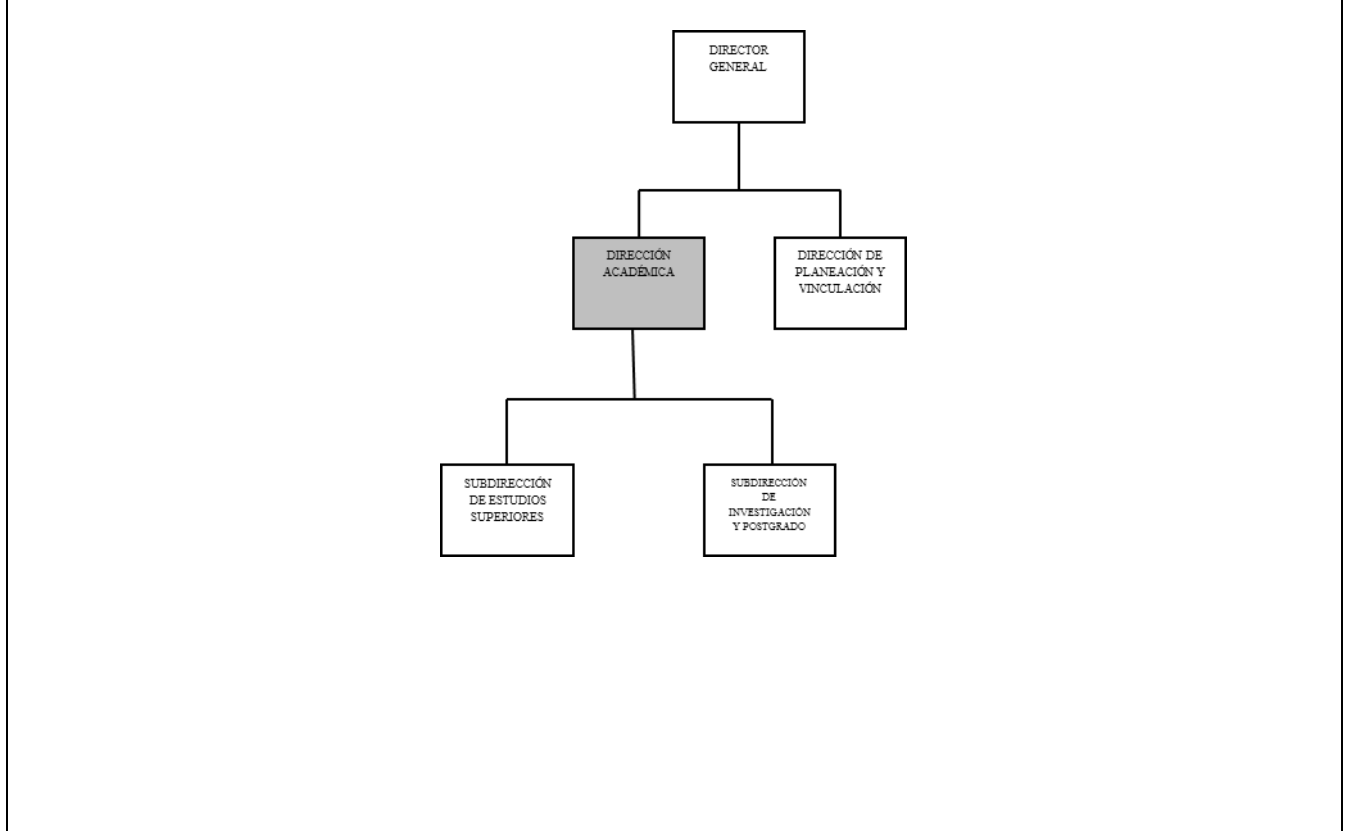 DIRECTOR
GENERAL
DIRECCIÓN
ACADÉMICA
DIRECCIÓN DE
PLANEACIÓN Y
VINCULACIÓN
SUBDIRECCIÓN
DE ESTUDIOS
SUPERIORES
SUBDIRECCIÓN
DE
INVESTIGACIÓN
Y POSTGRADO